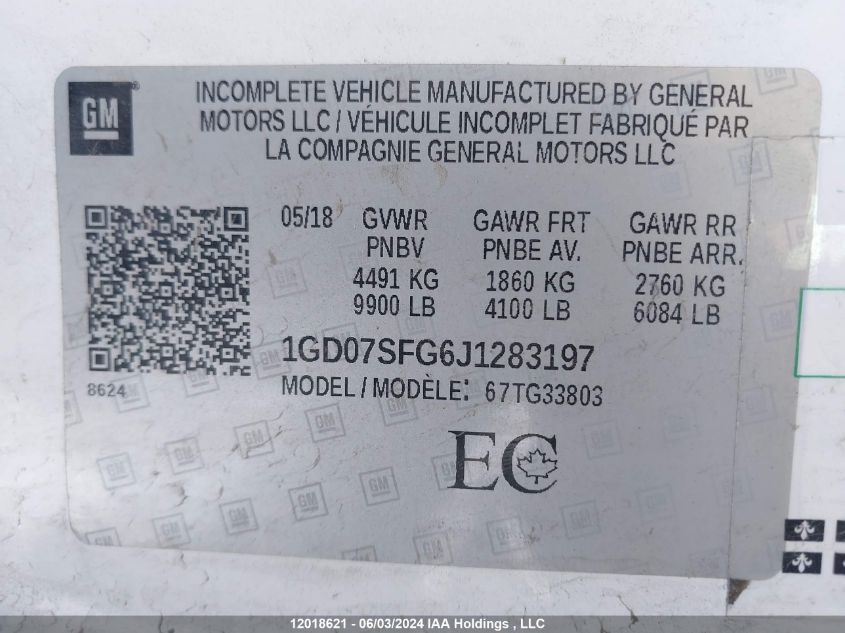 GM
INCOMPLETE VEHICLE MANUFACTURED BY GENERAL
MOTORS LLC / VÉHICULE INCOMPLET FABRIQUÉ PAR
LA COMPAGNIE GENERAL MOTORS LLC
05/18 GVWR GAWR FRT GAWR RR
PNBV PNBE AV. PNBE ARR.
4491 KG 1860 KG 2760 KG
9900 LB 4100 LB 6084 LB
1GD07SFG6J1283197
8624 MODEL / MODÈLE: 67TG33803
EC
12018621 - 06/03/2024 IAA Holdings , LLC